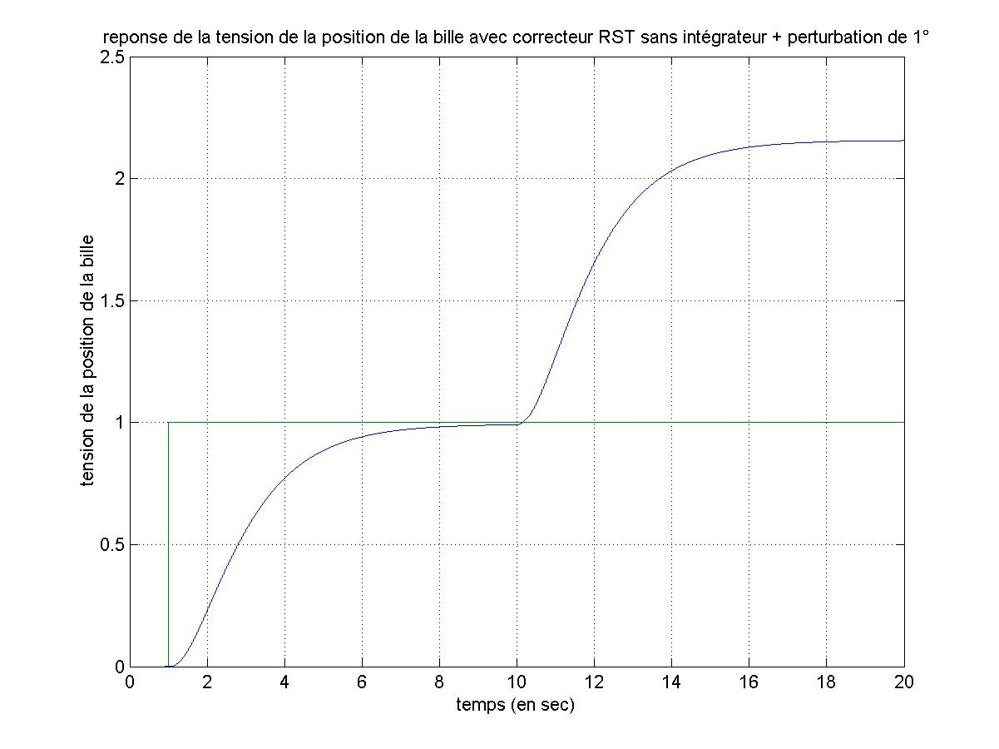 reponse de la tension de la position de la bille avec correcteur RST sans intégrateur + perturbation de 1°
2.5
2
1.5
1
0.5
0
tension de la position de la bille
0 2 4 6 8 10 12 14 16 18 20
temps (en sec)